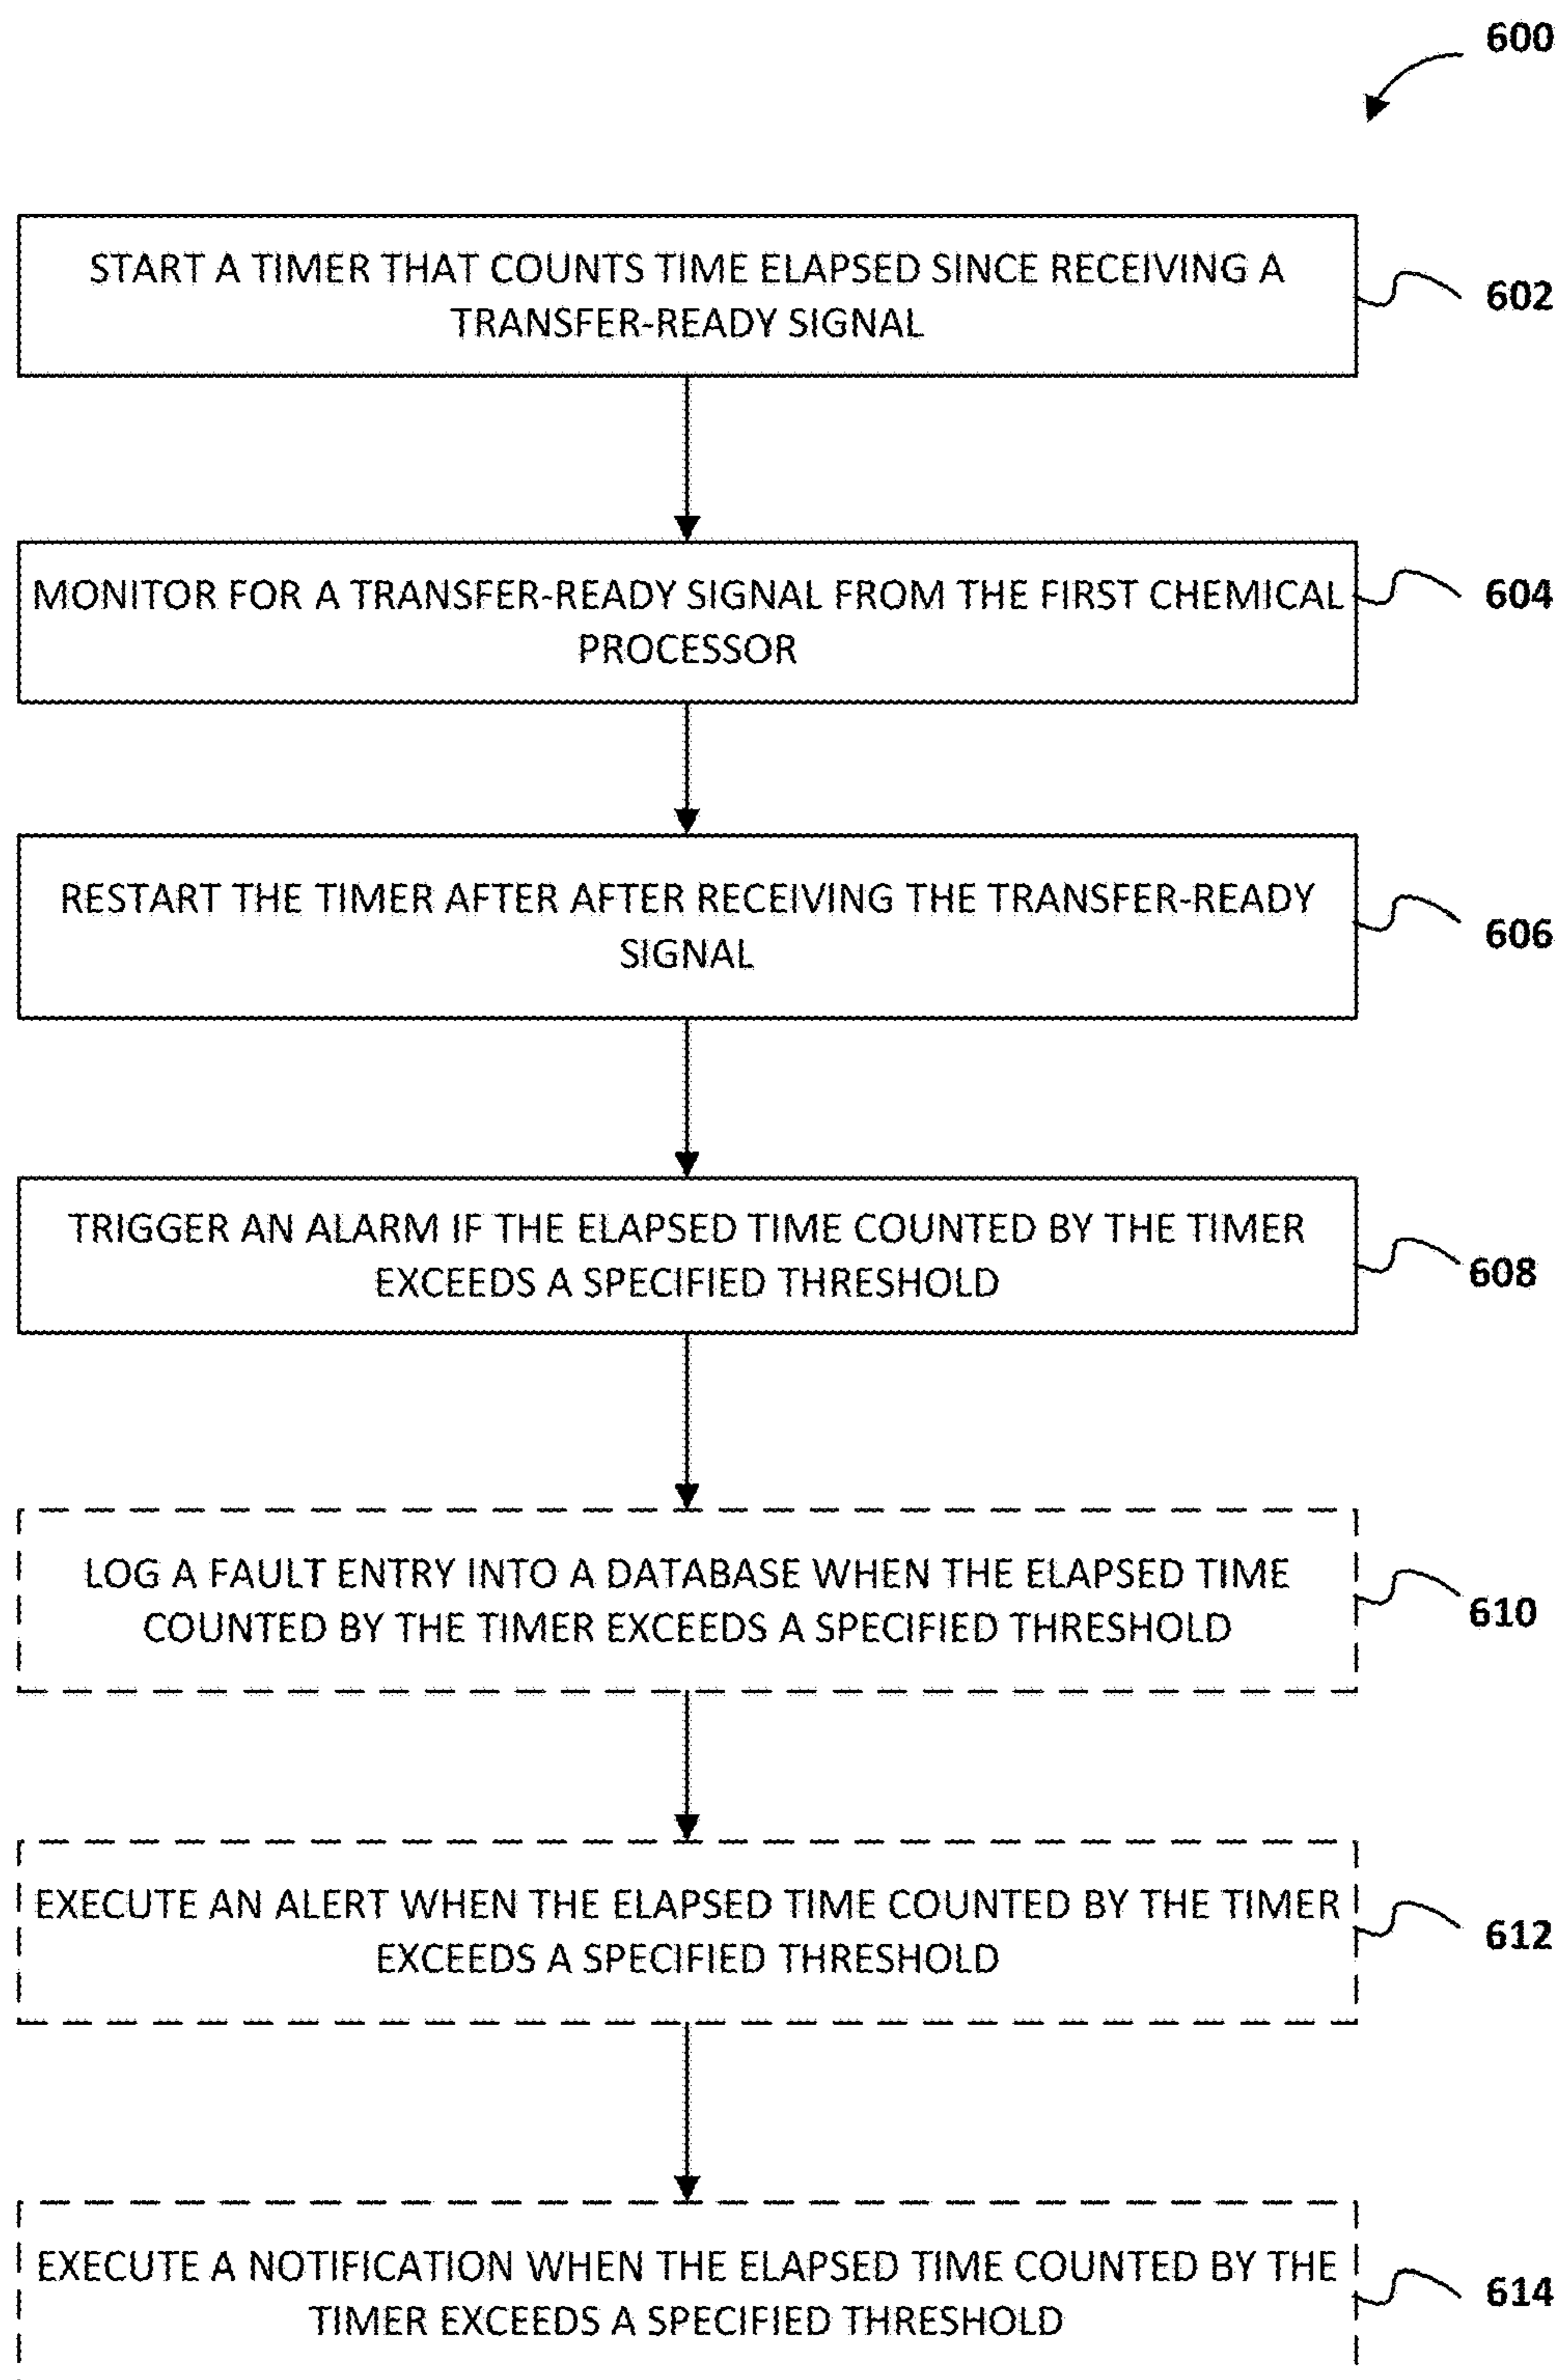 600
START A TIMER THAT COUNTS TIME ELAPSED SINCE RECEIVING A
TRANSFER-READY SIGNAL
602
MONITOR FOR A TRANSFER-READY SIGNAL FROM THE FIRST CHEMICAL
PROCESSOR
604
RESTART THE TIMER AFTER AFTER RECEIVING THE TRANSFER-READY
SIGNAL
606
TRIGGER AN ALARM IF THE ELAPSED TIME COUNTED BY THE TIMER
EXCEEDS A SPECIFIED THRESHOLD
608
LOG A FAULT ENTRY INTO A DATABASE WHEN THE ELAPSED TIME
COUNTED BY THE TIMER EXCEEDS A SPECIFIED THRESHOLD
610
EXECUTE AN ALERT WHEN THE ELAPSED TIME COUNTED BY THE TIMER
EXCEEDS A SPECIFIED THRESHOLD
612
EXECUTE A NOTIFICATION WHEN THE ELAPSED TIME COUNTED BY THE
TIMER EXCEEDS A SPECIFIED THRESHOLD
614